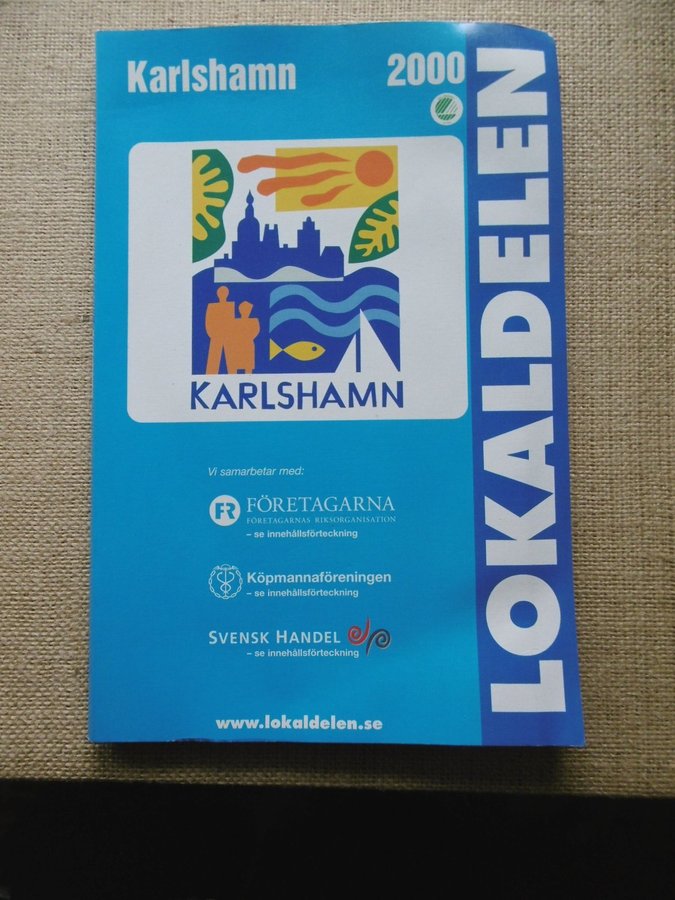 Karlshamn
2000
LOKALDELEN
KARLSHAMN
Vi samarbetar med:
FR FÖRETAGARNA
FÖRETAGARNAS RIKSORGANISATION
– se innehållsförteckning
Köpmannaföreningen
– se innehållsförteckning
SVENSK HANDEL
– se innehållsförteckning
www.lokaldelen.se